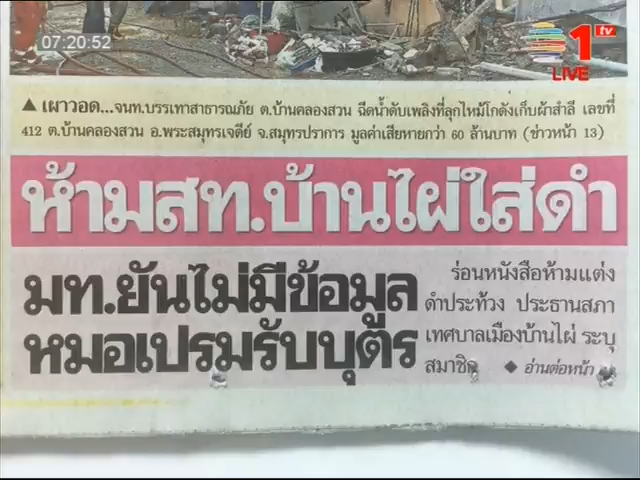 07:20:52
1 tv
LIVE
▲ เผาวอด...จนท.บรรเทาสาธารณภัย ต.บ้านคลองสวน ฉีดน้ำดับเพลิงที่ลุกไหม้โกดังเก็บผ้าสำลี เลขที่
412 ต.บ้านคลองสวน อ.พระสมุทรเจดีย์ จ.สมุทรปราการ มูลค่าเสียหายกว่า 60 ล้านบาท (ข่าวหน้า 13)
ห้ามสท.บ้านไผ่ใส่ดำ
มท.ยันไม่มีข้อมูล
หมอเปรมรับบุตร
ร่อนหนังสือห้ามแต่ง
ดำประท้วง ประธานสภา
เทศบาลเมืองบ้านไผ่ ระบุ
สมาชิก ◆ อ่านต่อหน้า